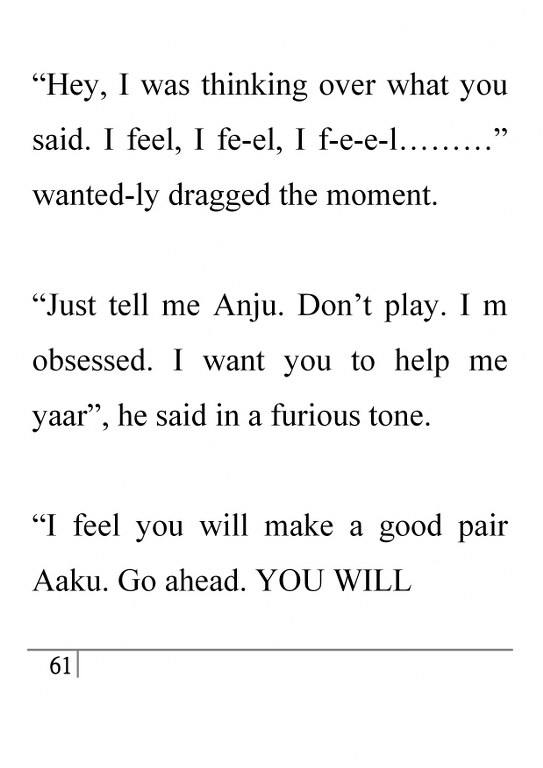 “Hey, I was thinking over what you
said. I feel, I fe-el, I f-e-e-l………”
wanted-ly dragged the moment.
“Just tell me Anju. Don’t play. I m
obsessed. I want you to help me
yaar”, he said in a furious tone.
“I feel you will make a good pair
Aaku. Go ahead. YOU WILL
61